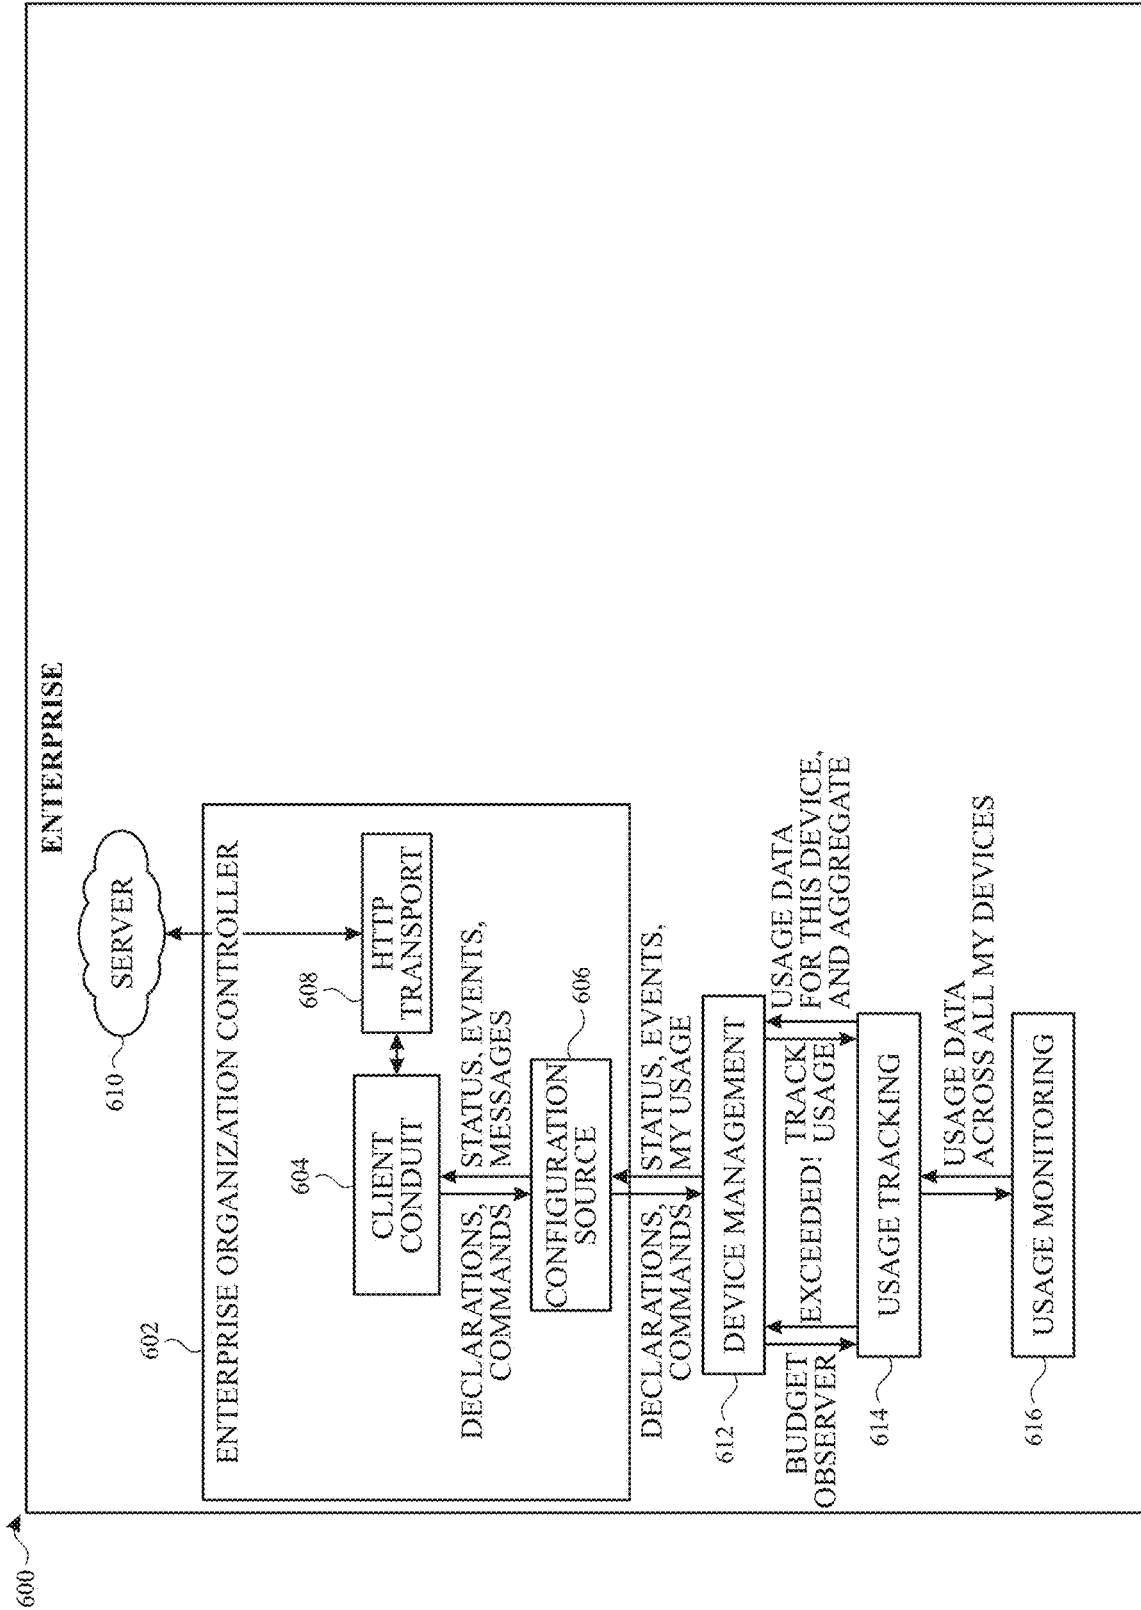 600
ENTERPRISE
SERVER
610
602
ENTERPRISE ORGANIZATION CONTROLLER
604
CLIENT
CONDUIT
608
HTTP
TRANSPORT
DECLARATIONS,
COMMANDS
STATUS, EVENTS,
MESSAGES
606
CONFIGURATION
SOURCE
DECLARATIONS,
COMMANDS
STATUS, EVENTS,
MY USAGE
612
DEVICE MANAGEMENT
BUDGET
OBSERVER
EXCEEDED!
TRACK
USAGE
USAGE DATA
FOR THIS DEVICE,
AND AGGREGATE
614
USAGE TRACKING
USAGE DATA
ACROSS ALL MY DEVICES
616
USAGE MONITORING